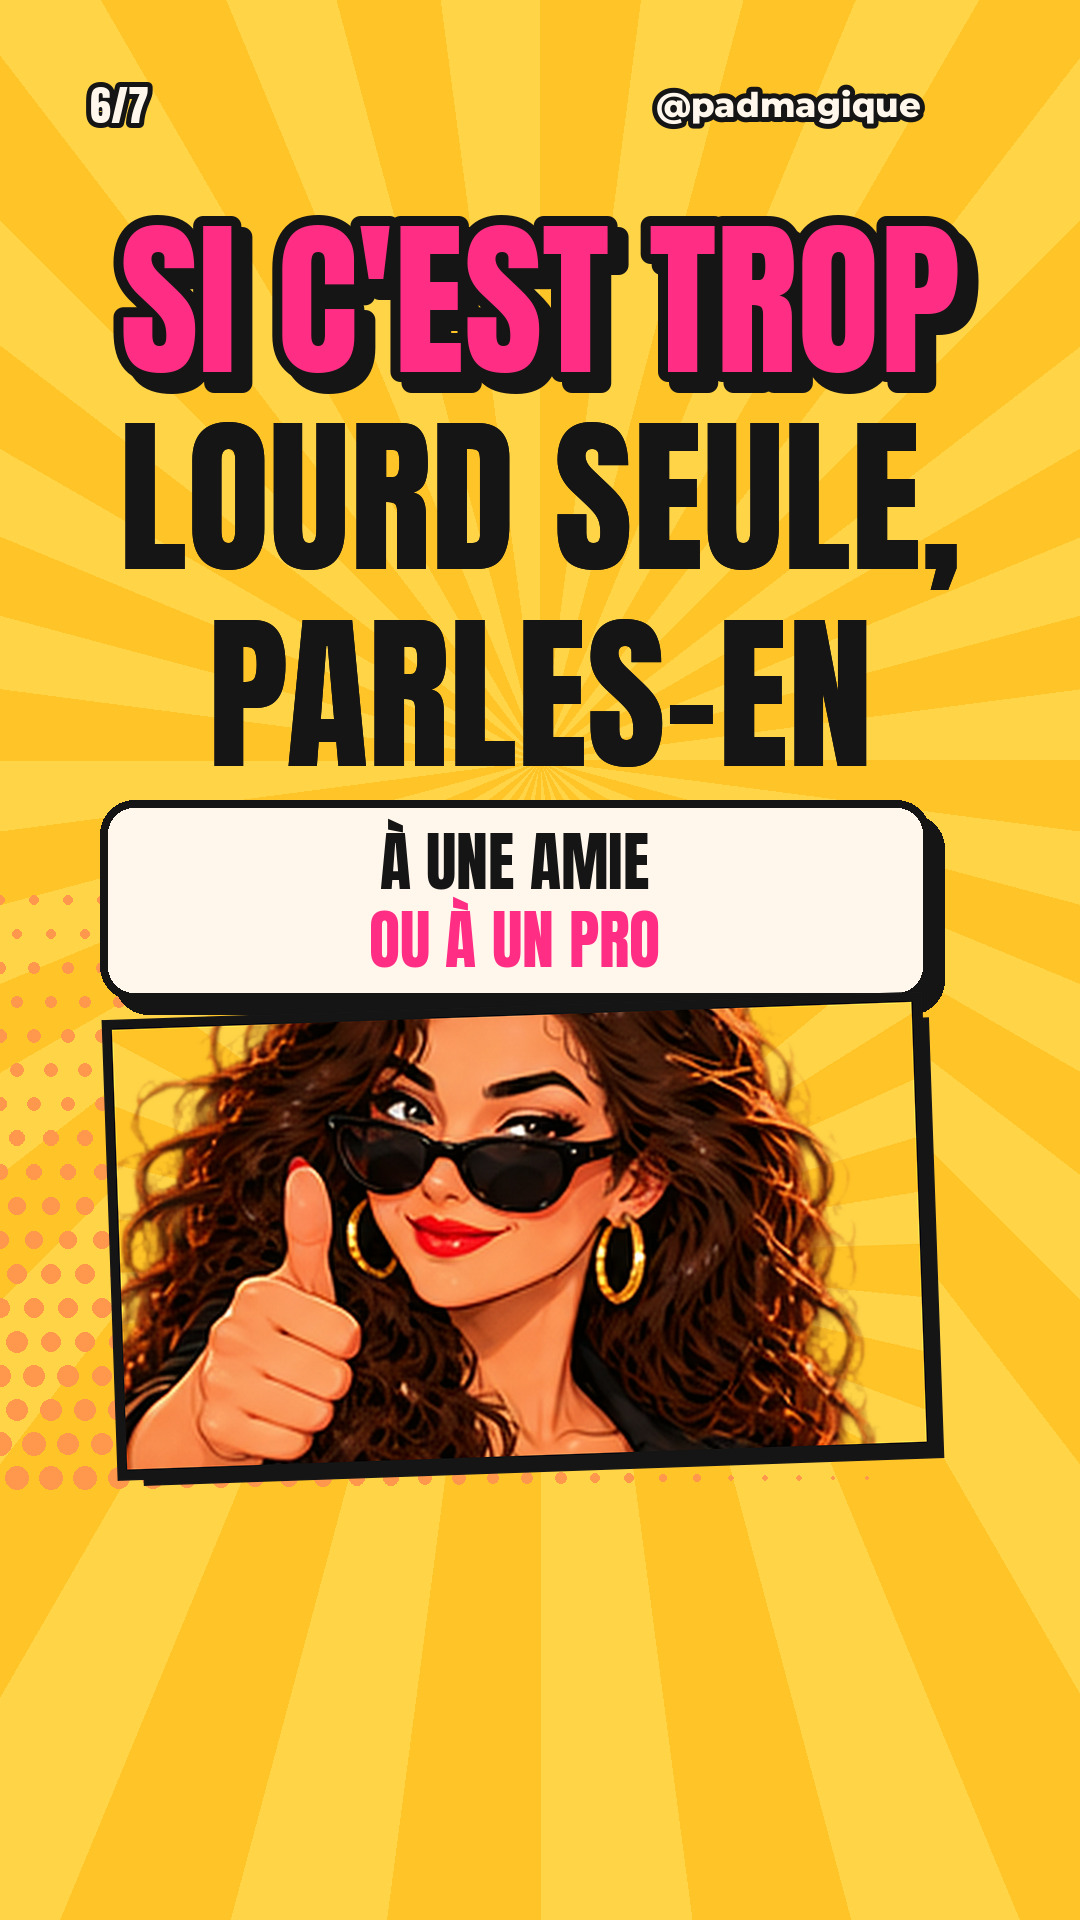 6/7
@padmagique
SI C'EST TROP
LOURD SEULE,
PARLES-EN
À UNE AMIE
OU À UN PRO